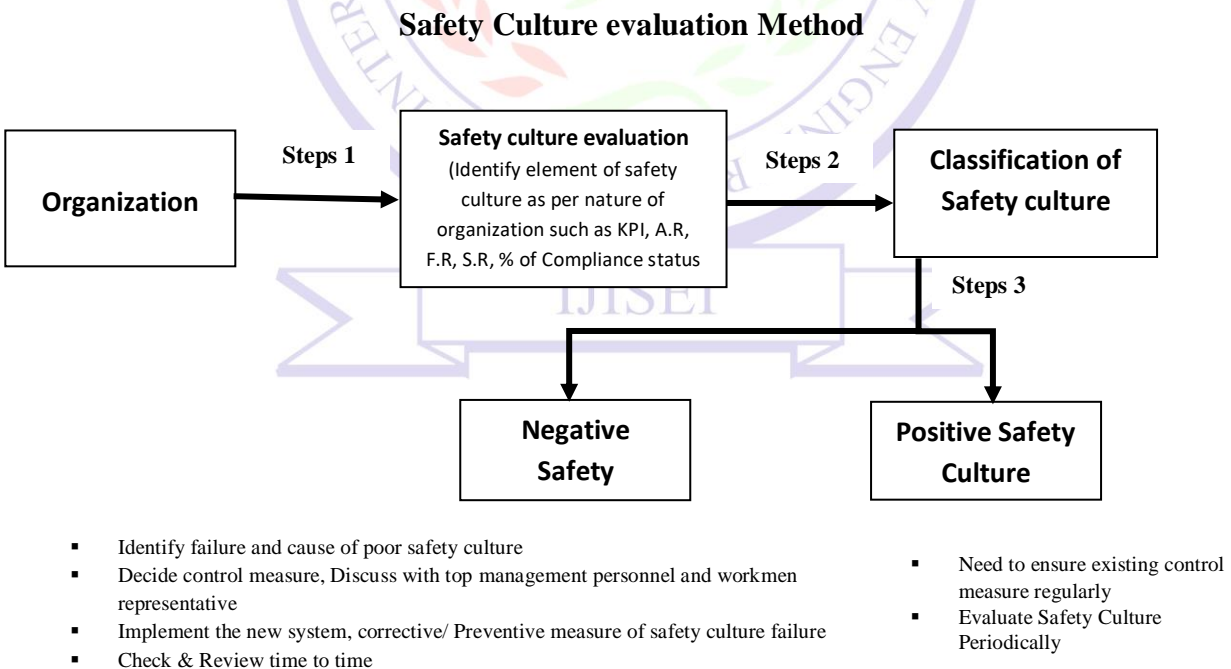 Safety Culture evaluation Method
Organization
Steps 1
Safety culture evaluation
(Identify element of safety
culture as per nature of
organization such as KPI, A.R,
F.R, S.R, % of Compliance status
Steps 2
Classification of
Safety culture
Steps 3
IJISEI
Negative
Safety
Positive Safety
Culture
▪ Identify failure and cause of poor safety culture
▪ Decide control measure, Discuss with top management personnel and workmen
representative
▪ Implement the new system, corrective/ Preventive measure of safety culture failure
▪ Check & Review time to time
▪ Need to ensure existing control
measure regularly
▪ Evaluate Safety Culture
Periodically